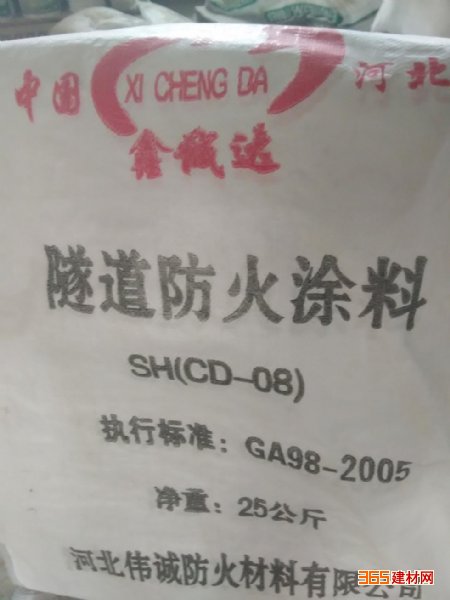 中国 XI CHENG DA 河北
鑫诚达
隧道防火涂料
SH(CD-08)
执行标准：GA98-2005
净重：25公斤
河北伟诚防火材料有限公司
365建材网